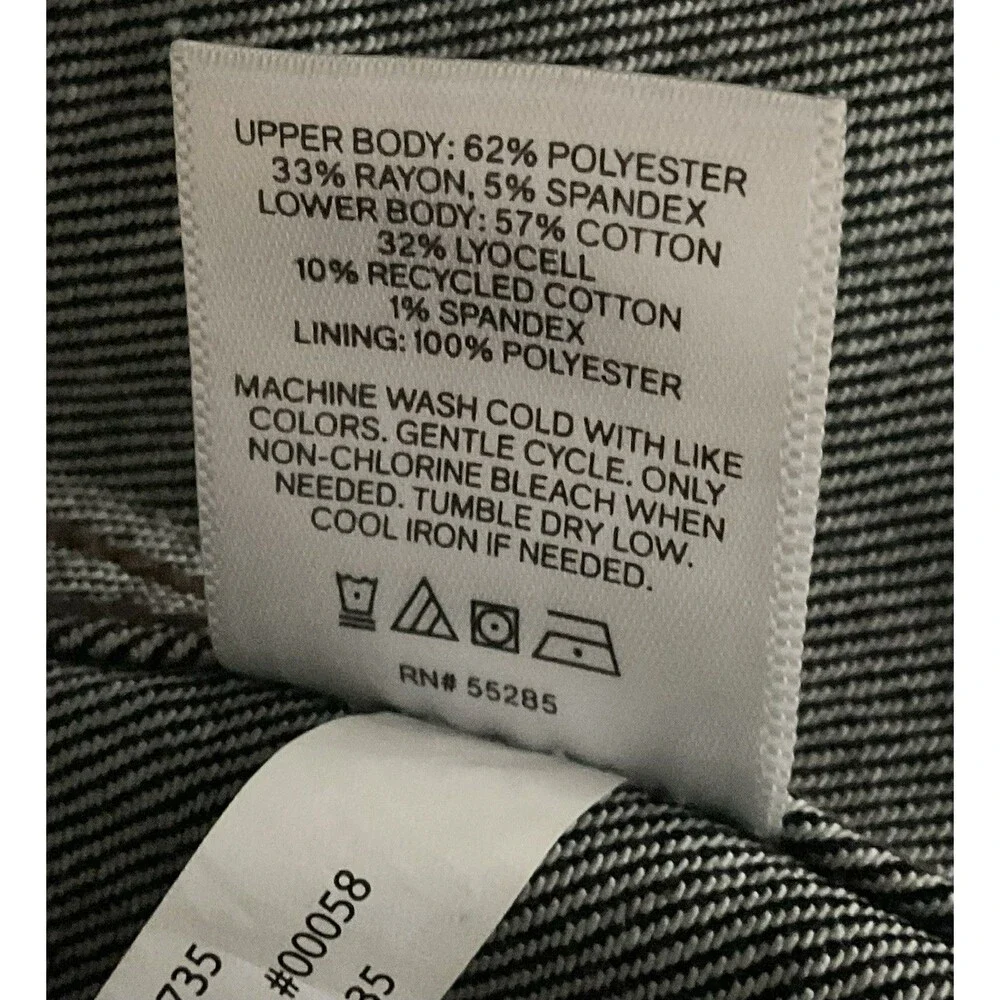 UPPER BODY: 62% POLYESTER
33% RAYON, 5% SPANDEX
LOWER BODY: 57% COTTON
32% LYOCELL
10% RECYCLED COTTON
1% SPANDEX
LINING: 100% POLYESTER
MACHINE WASH COLD WITH LIKE
COLORS. GENTLE CYCLE. ONLY
NON-CHLORINE BLEACH WHEN
NEEDED. TUMBLE DRY LOW.
COOL IRON IF NEEDED.
RN# 55285
735
#00058
35